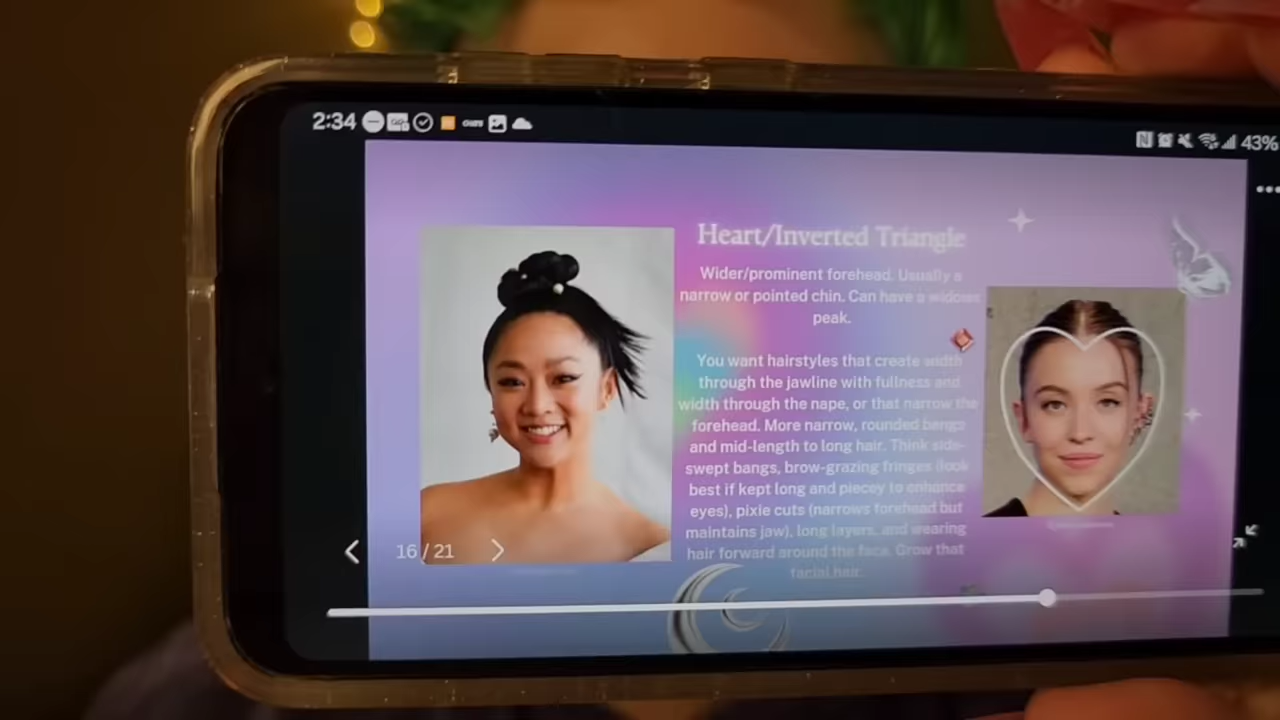 2:34
43%
Heart/Inverted Triangle
Wider/prominent forehead. Usually a
narrow or pointed chin. Can have a widows
peak.
You want hairstyles that create width
through the jawline with fullness and
width through the nape, or that narrow the
forehead. More narrow, rounded bangs
and mid-length to long hair. Think side-
swept bangs, brow-grazing fringes (look
best if kept long and piecey to enhance
eyes), pixie cuts (narrows forehead but
maintains jaw), long layers, and wearing
hair forward around the face. Grow that
facial hair.
16 / 21